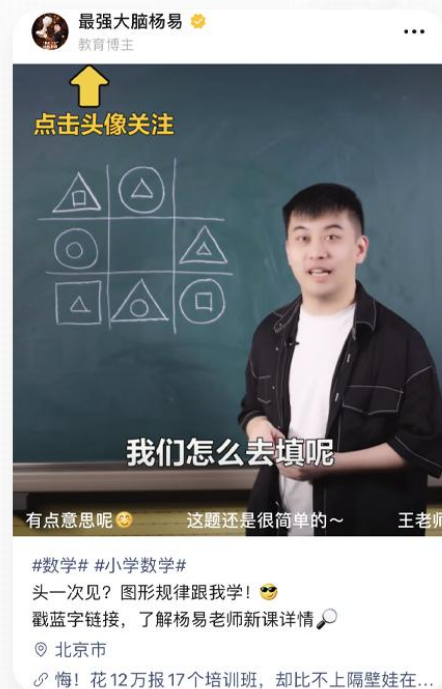 最强大脑杨易
教育博主
点击头像关注
我们怎么去填呢
有点意思呢 这题还是很简单的~ 王老师
#数学# #小学数学#
头一次见？图形规律跟我学！😎
戳蓝字链接，了解杨易老师新课详情🔎
北京市
悔！花12万报17个培训班，却比不上隔壁娃在...